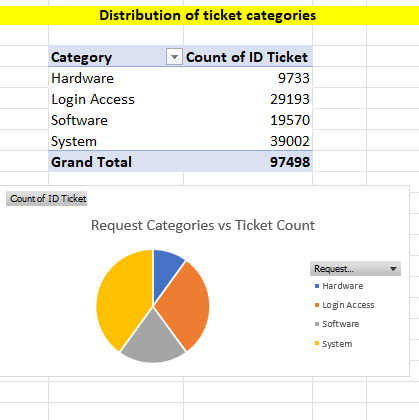 Distribution of ticket categories
Category Count of ID Ticket
Hardware 9733
Login Access 29193
Software 19570
System 39002
Grand Total 97498
Count of ID Ticket
Request Categories vs Ticket Count
Request...
Hardware
Login Access
Software
System